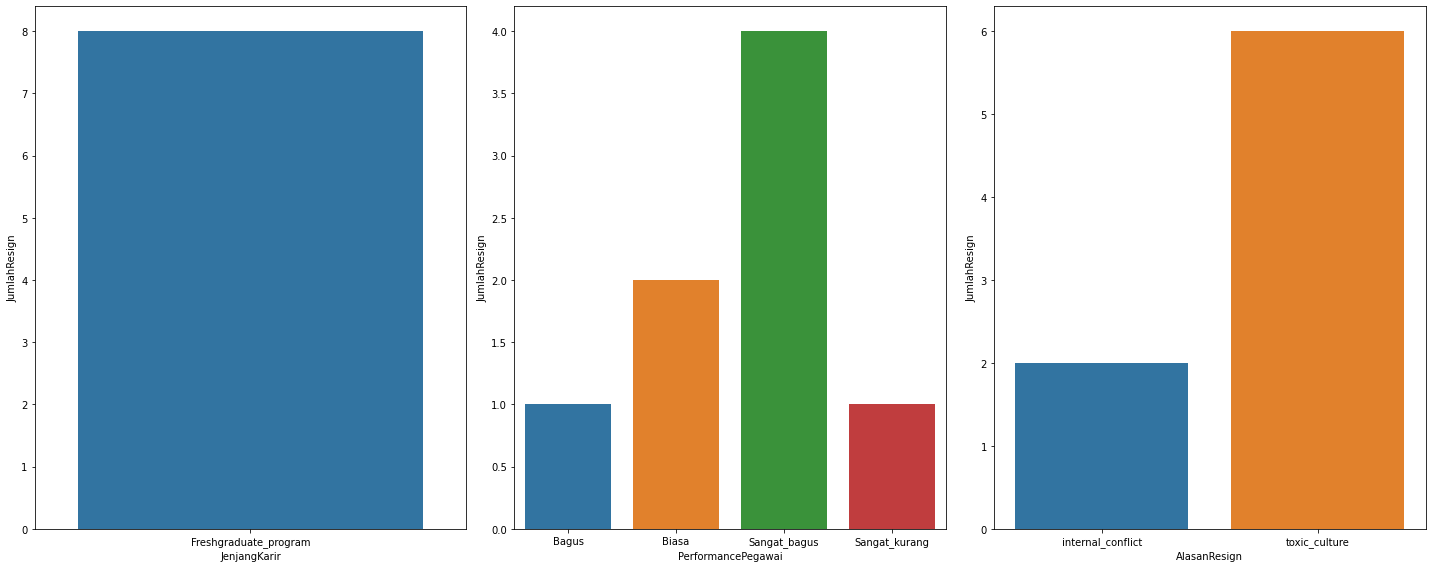 JumlahResign
8
7
6
5
4
3
2
1
0
Freshgraduate_program
JenjangKarir
JumlahResign
4.0
3.5
3.0
2.5
2.0
1.5
1.0
0.5
0.0
Bagus Biasa Sangat_bagus Sangat_kurang
PerformancePegawai
JumlahResign
6
5
4
3
2
1
0
internal_conflict toxic_culture
AlasanResign